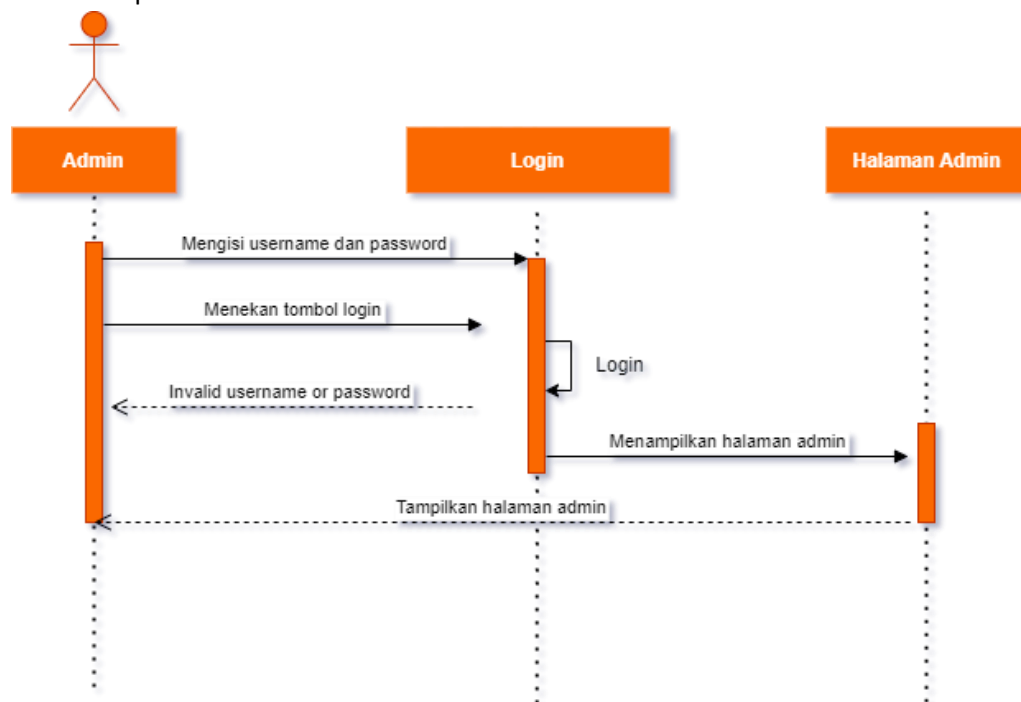 Admin
Login
Halaman Admin
Mengisi username dan password
Menekan tombol login
Login
Invalid username or password
Menampilkan halaman admin
Tampilkan halaman admin